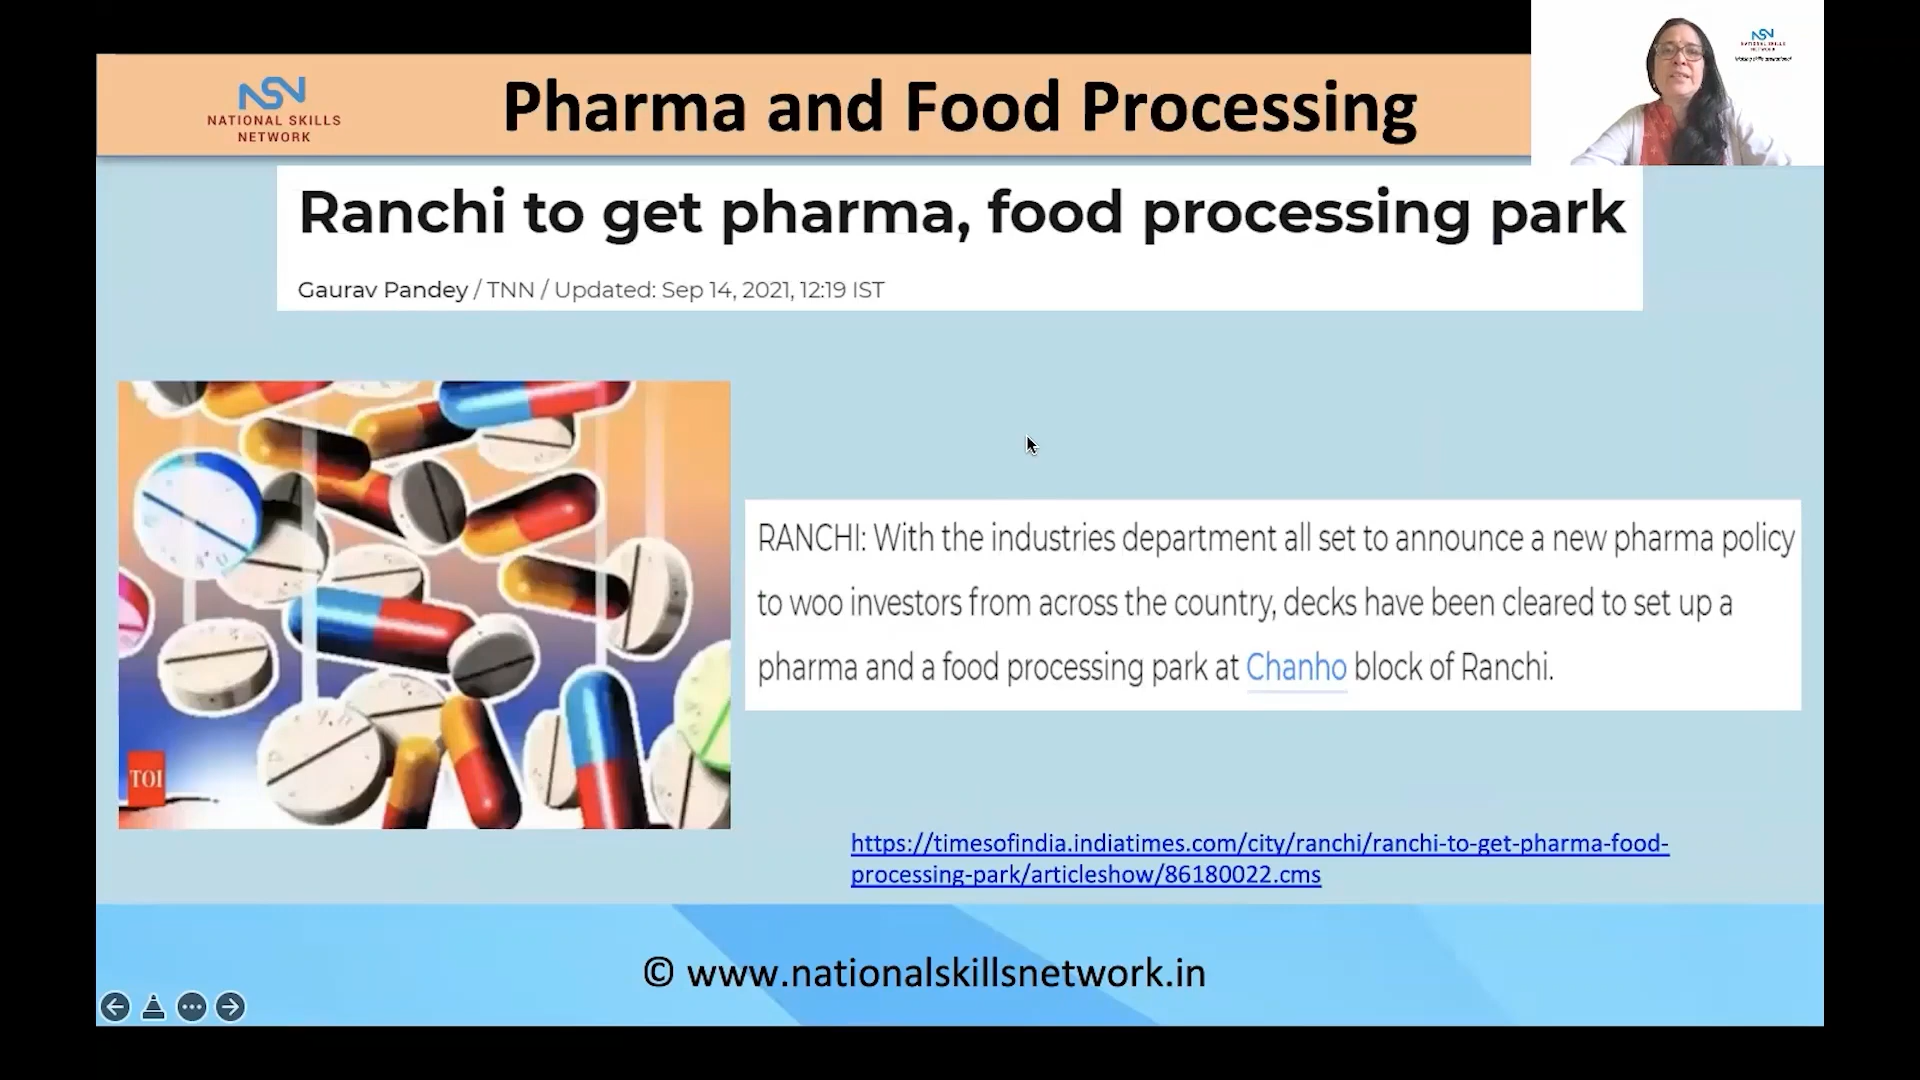 NSN
NATIONAL SKILLS
NETWORK
Pharma and Food Processing
NSN
NATIONAL SKILLS
NETWORK
Ranchi to get pharma, food processing park
Gaurav Pandey / TNN / Updated: Sep 14, 2021, 12:19 IST
RANCHI: With the industries department all set to announce a new pharma policy
to woo investors from across the country, decks have been cleared to set up a
pharma and a food processing park at Chanho block of Ranchi.
TOI
https://timesofindia.indiatimes.com/city/ranchi/ranchi-to-get-pharma-food-
processing-park/articleshow/86180022.cms
© www.nationalskillsnetwork.in